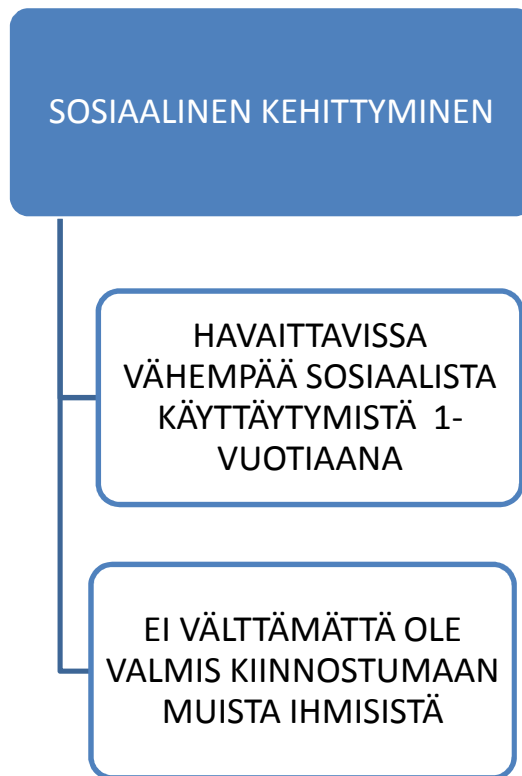 SOSIAALINEN KEHITTYMINEN
HAVAITTAVISSA
VÄHEMPÄÄ SOSIAALISTA
KÄYTTÄYTYMISTÄ 1-
VUOTIAANA
EI VÄLTTÄMÄTTÄ OLE
VALMIS KIINNOSTUMAAN
MUISTA IHMISISTÄ